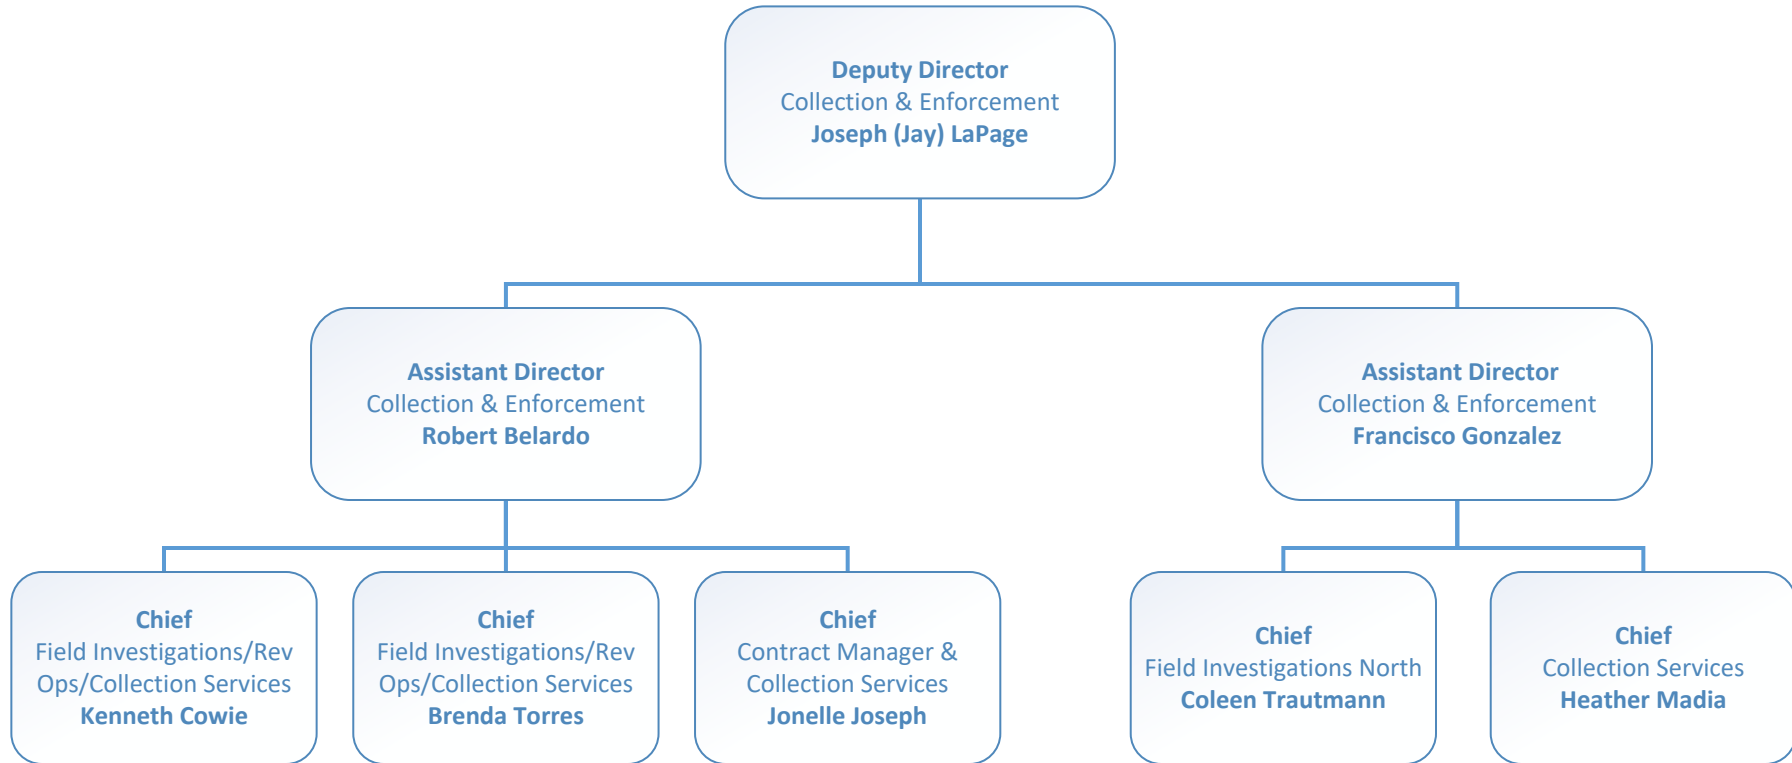 Deputy Director
Collection & Enforcement
Joseph (Jay) LaPage
Assistant Director
Collection & Enforcement
Robert Belardo
Assistant Director
Collection & Enforcement
Francisco Gonzalez
Chief
Field Investigations/Rev
Ops/Collection Services
Kenneth Cowie
Chief
Field Investigations/Rev
Ops/Collection Services
Brenda Torres
Chief
Contract Manager &
Collection Services
Jonelle Joseph
Chief
Field Investigations North
Coleen Trautmann
Chief
Collection Services
Heather Madia